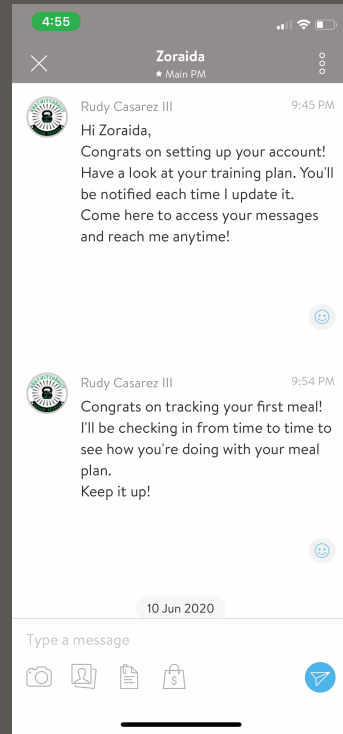 4:55
Zoraida
★ Main PM
Rudy Casarez III
9:45 PM
Hi Zoraida,
Congrats on setting up your account!
Have a look at your training plan. You'll
be notified each time I update it.
Come here to access your messages
and reach me anytime!
Rudy Casarez III
9:54 PM
Congrats on tracking your first meal!
I'll be checking in from time to time to
see how you're doing with your meal
plan.
Keep it up!
10 Jun 2020
Type a message
$